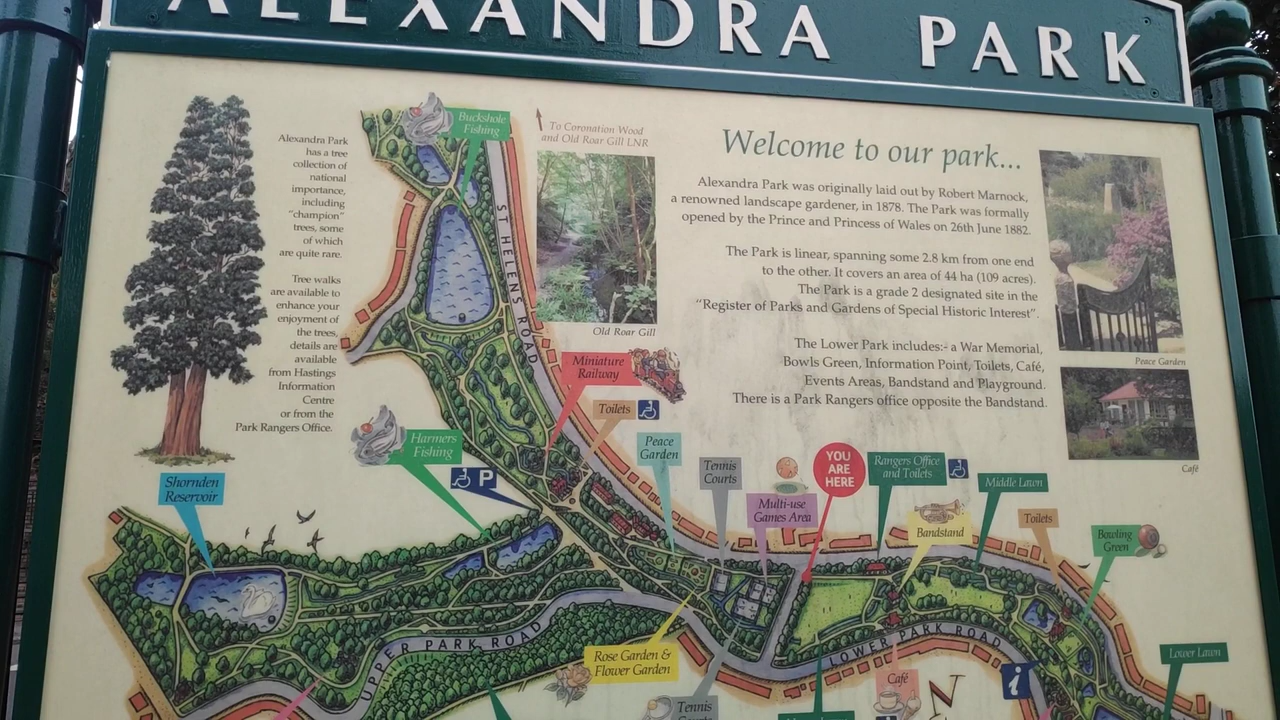 ALEXANDRA PARK
Alexandra Park
has a tree
collection of
national
importance,
including
“champion”
trees, some
of which
are quite rare.
Tree walks
are available to
enhance your
enjoyment of
the trees,
details are
available
from Hastings
Information
Centre
or from the
Park Rangers Office.
Buckshole
Fishing
To Coronation Wood
and Old Roar Gill LNR
Old Roar Gill
ST HELENS ROAD
Welcome to our park...
Alexandra Park was originally laid out by Robert Marnock,
a renowned landscape gardener, in 1878. The Park was formally
opened by the Prince and Princess of Wales on 26th June 1882.
The Park is linear, spanning some 2.8 km from one end
to the other. It covers an area of 44 ha (109 acres).
The Park is a grade 2 designated site in the
“Register of Parks and Gardens of Special Historic Interest”.
The Lower Park includes:- a War Memorial,
Bowls Green, Information Point, Toilets, Café,
Events Areas, Bandstand and Playground.
There is a Park Rangers office opposite the Bandstand.
Peace Garden
Café
Miniature
Railway
Toilets
Harmers
Fishing
P
Shornden
Reservoir
Peace
Garden
Tennis
Courts
Multi-use
Games Area
YOU
ARE
HERE
Rangers Office
and Toilets
Bandstand
Middle Lawn
Toilets
Bowling
Green
UPPER PARK ROAD
LOWER PARK ROAD
Rose Garden &
Flower Garden
Tennis
Courts
Café
i
N
Lower Lawn